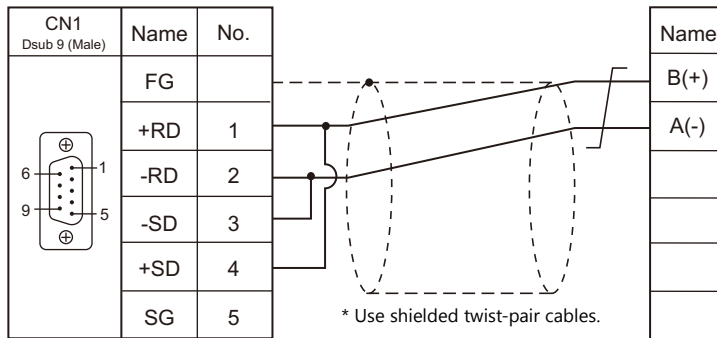 CN1
Dsub 9 (Male)
Name
No.
Name
FG
B(+)
+RD
1
A(-)
-RD
2
6
1
9
5
-SD
3
+SD
4
SG
5
* Use shielded twist-pair cables.